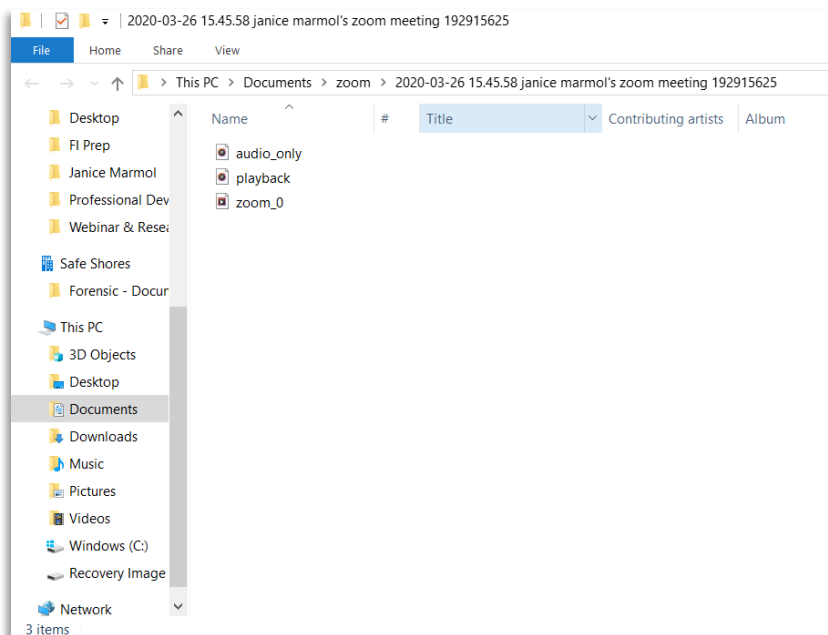 2020-03-26 15.45.58 janice marmol's zoom meeting 192915625
File Home Share View
This PC > Documents > zoom > 2020-03-26 15.45.58 janice marmol's zoom meeting 192915625
Desktop
FI Prep
Janice Marmol
Professional Dev
Webinar & Resea
Safe Shores
Forensic - Docum
This PC
3D Objects
Desktop
Documents
Downloads
Music
Pictures
Videos
Windows (C:)
Recovery Image
Network
Name # Title Contributing artists Album
audio_only
playback
zoom_0
3 items